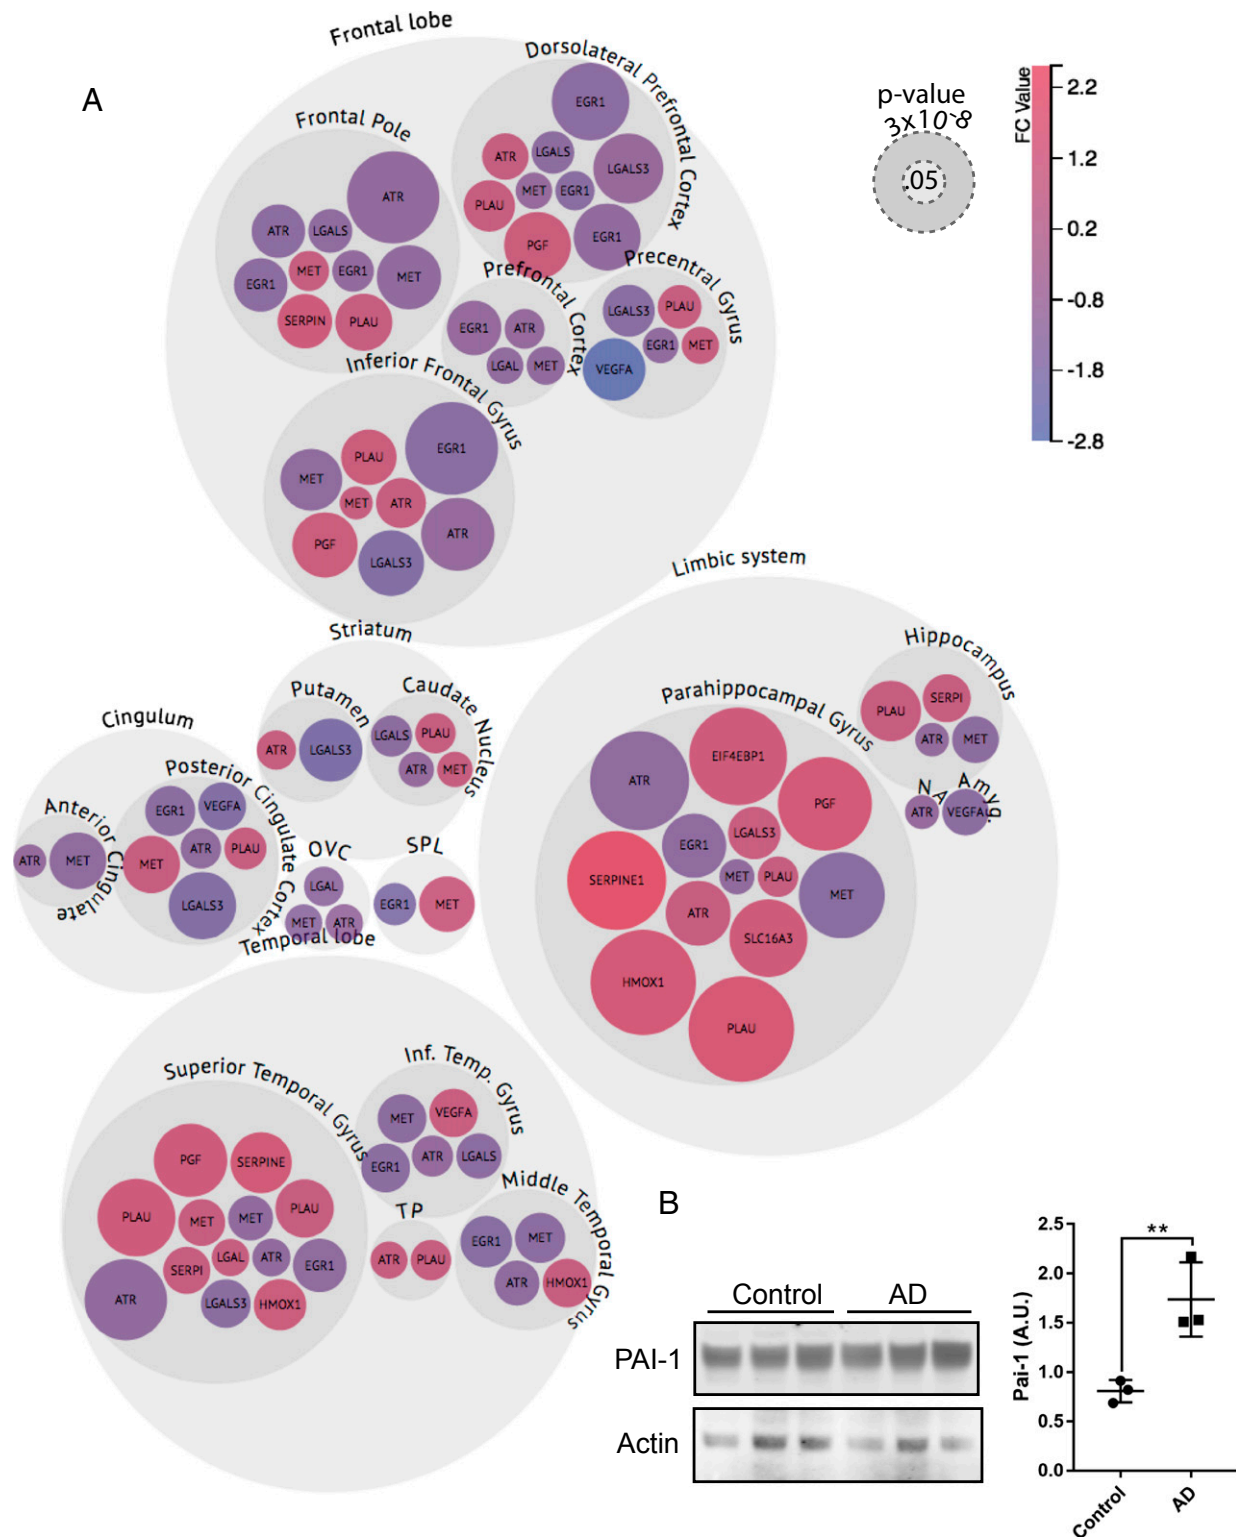 A
Frontal lobe
Frontal Pole
ATR
ATR
LGALS
EGR1
MET
EGR1
MET
SERPIN
PLAU
Dorsolateral Prefrontal Cortex
EGR1
ATR
LGALS
LGALS3
PLAU
MET
EGR1
PGF
EGR1
Prefrontal Cortex
EGR1
ATR
LGAL
MET
Precentral Gyrus
LGALS3
PLAU
EGR1
MET
VEGFA
Inferior Frontal Gyrus
EGR1
PLAU
MET
MET
ATR
PGF
LGALS3
ATR
p-value
3x10-8
.05
FC Value
2.2
1.2
0.2
-0.8
-1.8
-2.8
Striatum
Putamen
ATR
LGALS3
Caudate Nucleus
LGALS
PLAU
ATR
MET
Cingulum
Anterior Cingulate
ATR
MET
Posterior Cingulate Cortex
EGR1
VEGFA
MET
ATR
PLAU
LGALS3
OVC
LGAL
MET
ATR
SPL
EGR1
MET
Limbic system
Parahippocampal Gyrus
EIF4EBP1
ATR
PGF
LGALS3
EGR1
SERPINE1
MET
PLAU
MET
ATR
SLC16A3
HMOX1
PLAU
Hippocampus
PLAU
SERPI
ATR
MET
NA
ATR
Amyg.
VEGFA
Temporal lobe
Superior Temporal Gyrus
PGF
SERPINE
PLAU
MET
MET
PLAU
SERPI
LGAL
ATR
EGR1
ATR
LGALS3
HMOX1
Inf. Temp. Gyrus
MET
VEGFA
EGR1
ATR
LGALS
TP
ATR
PLAU
Middle Temporal Gyrus
EGR1
MET
ATR
HMOX1
B
Control AD
PAI-1
Actin
Pai-1 (A.U.)
2.5
2.0
1.5
1.0
0.5
0.0
**
Control
AD